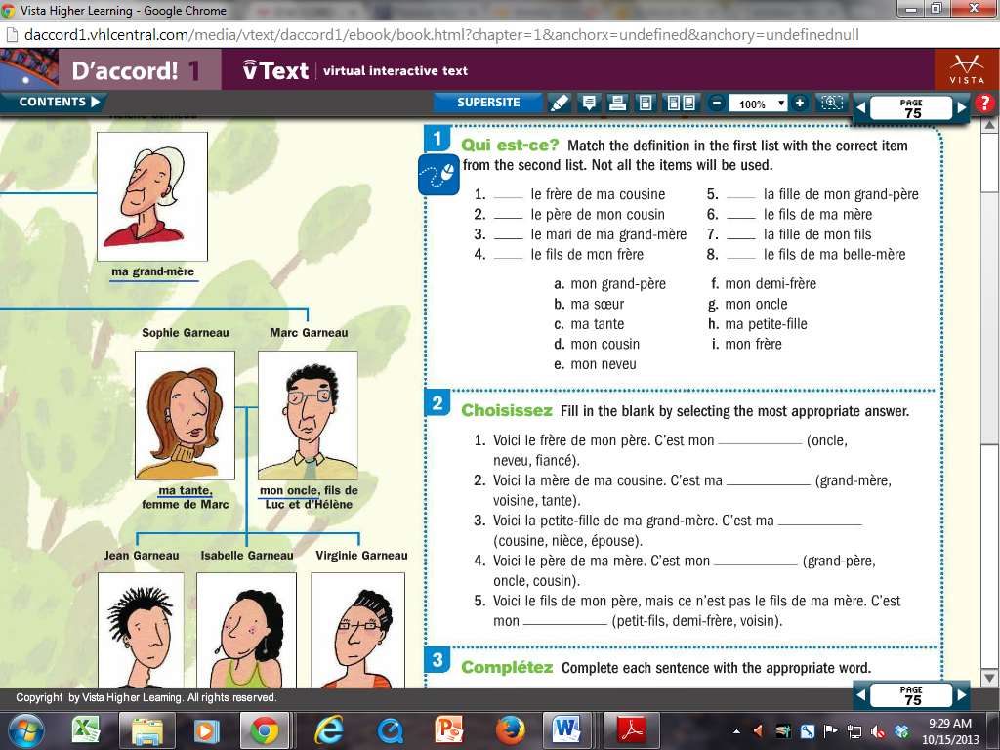 Vista Higher Learning - Google Chrome
daccord1.vhlcentral.com/media/vtext/daccord1/ebook/book.html?chapter=1&anchorx=undefined&anchory=undefinednull
D'accord! 1
vText | virtual interactive text
VISTA
CONTENTS
SUPERSITE
100%
PAGE
75
?
Hélène Garneau
ma grand-mère
Sophie Garneau
Marc Garneau
ma tante,
femme de Marc
mon oncle, fils de
Luc et d'Hélène
Jean Garneau
Isabelle Garneau
Virginie Garneau
1
Qui est-ce? Match the definition in the first list with the correct item
from the second list. Not all the items will be used.
1. ____ le frère de ma cousine
2. ____ le père de mon cousin
3. ____ le mari de ma grand-mère
4. ____ le fils de mon frère
5. ____ la fille de mon grand-père
6. ____ le fils de ma mère
7. ____ la fille de mon fils
8. ____ le fils de ma belle-mère
a. mon grand-père
b. ma sœur
c. ma tante
d. mon cousin
e. mon neveu
f. mon demi-frère
g. mon oncle
h. ma petite-fille
i. mon frère
2
Choisissez Fill in the blank by selecting the most appropriate answer.
1. Voici le frère de mon père. C'est mon ____________ (oncle,
neveu, fiancé).
2. Voici la mère de ma cousine. C'est ma ____________ (grand-mère,
voisine, tante).
3. Voici la petite-fille de ma grand-mère. C'est ma ____________
(cousine, nièce, épouse).
4. Voici le père de ma mère. C'est mon ____________ (grand-père,
oncle, cousin).
5. Voici le fils de mon père, mais ce n'est pas le fils de ma mère. C'est
mon ____________ (petit-fils, demi-frère, voisin).
3
Complétez Complete each sentence with the appropriate word.
Copyright by Vista Higher Learning. All rights reserved.
PAGE
75
9:29 AM
10/15/2013